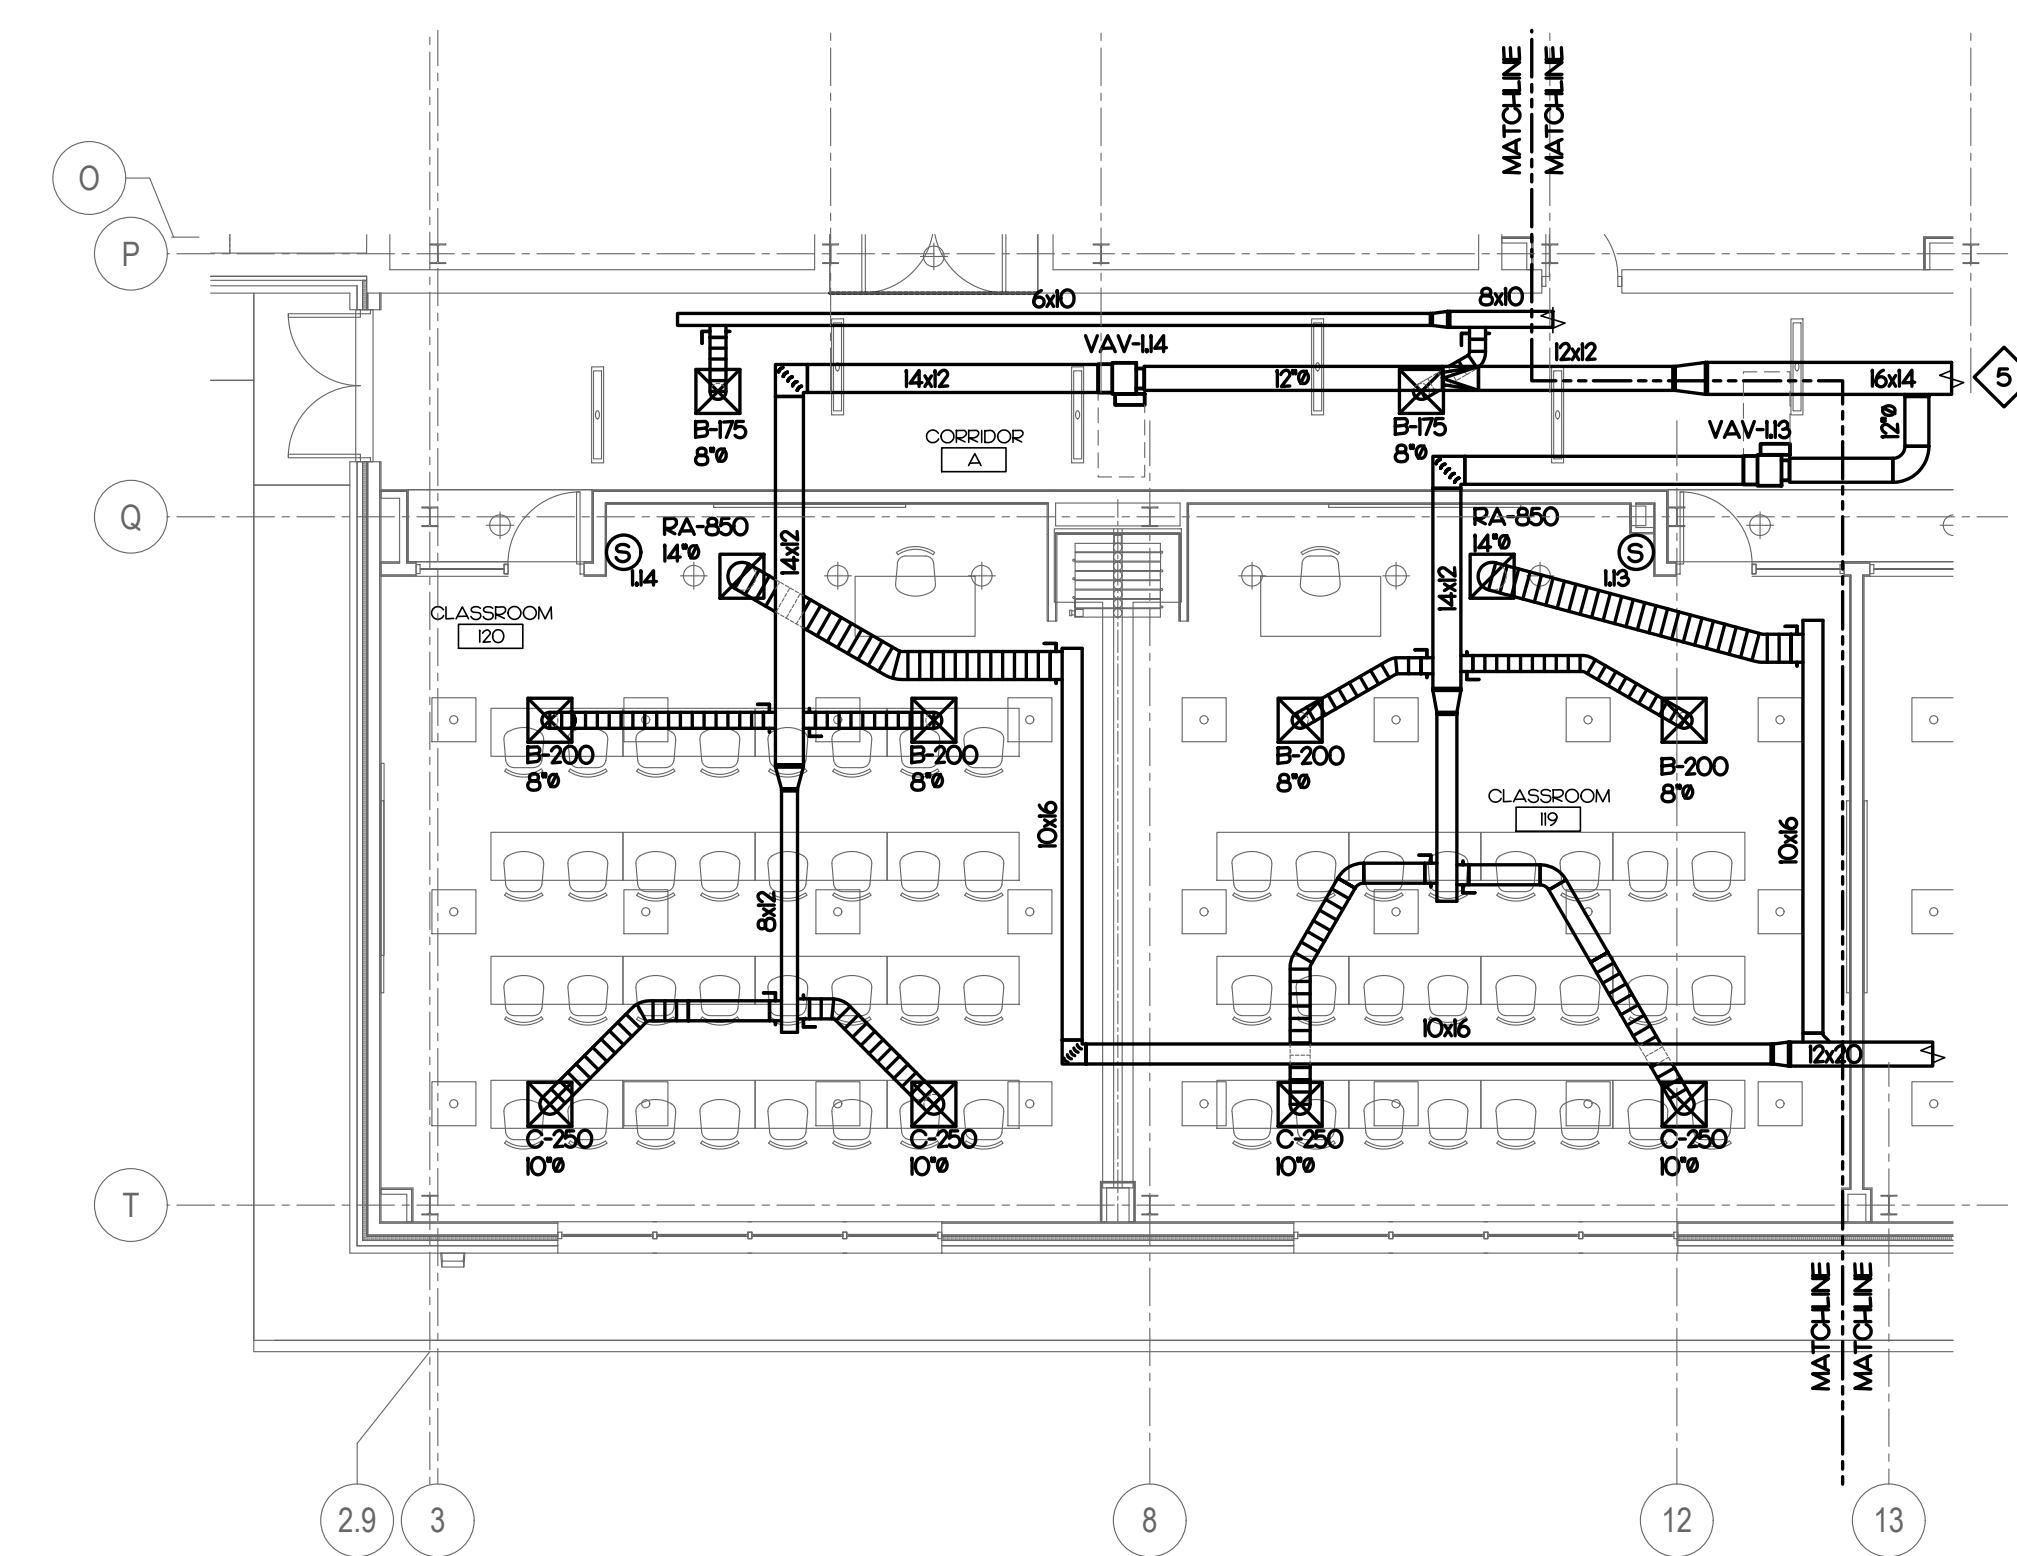 MATCHLINE
MATCHLINE
O
P
6x10
8x10
VAV-1.14
12x12
14x12
12"ø
16x14
5
B-175
8"ø
CORRIDOR
A
B-175
8"ø
VAV-1.13
12"ø
Q
RA-850
14"ø
S
1.14
14x12
RA-850
14"ø
S
1.13
14x12
CLASSROOM
120
B-200
8"ø
B-200
8"ø
B-200
8"ø
B-200
8"ø
CLASSROOM
119
10x16
10x16
8x12
10x16
12x20
C-250
10"ø
C-250
10"ø
C-250
10"ø
C-250
10"ø
T
MATCHLINE
MATCHLINE
2.9
3
8
12
13